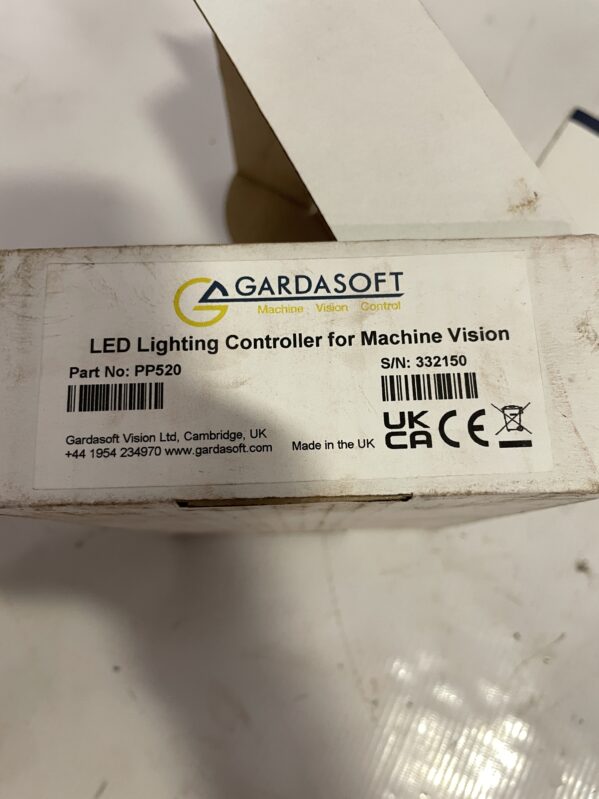 GARDASOFT
Machine Vision Control
LED Lighting Controller for Machine Vision
Part No: PP520
S/N: 332150
Gardasoft Vision Ltd, Cambridge, UK
+44 1954 234970 www.gardasoft.com
Made in the UK
UK
CA
CE